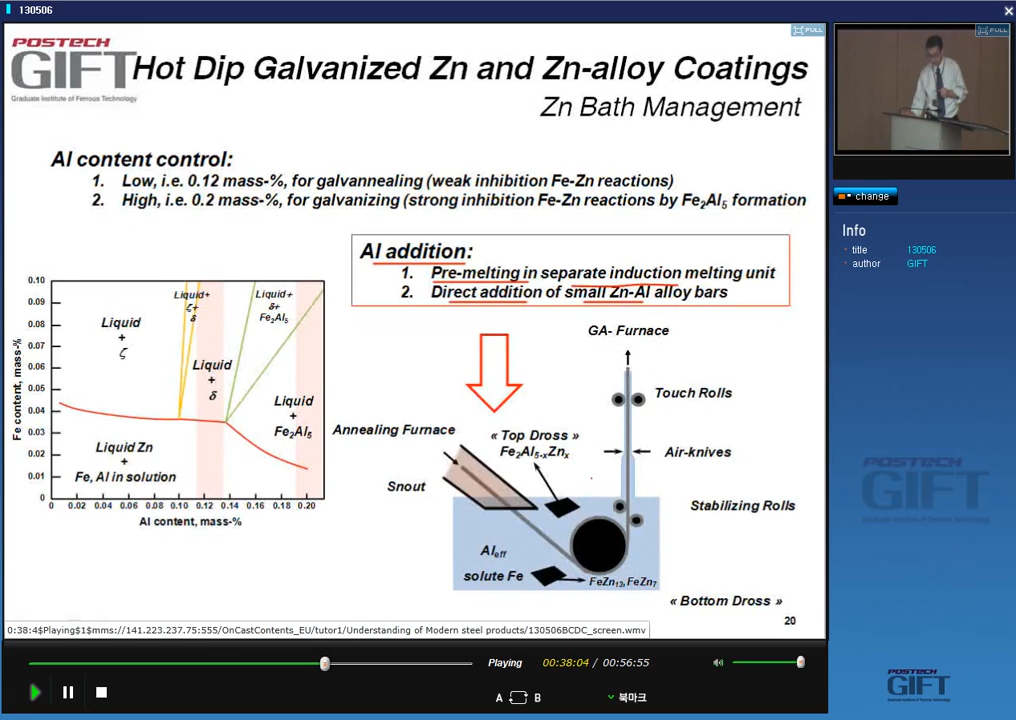 130506
FULL
POSTECH
GIFT
Graduate Institute of Ferrous Technology
Hot Dip Galvanized Zn and Zn-alloy Coatings
Zn Bath Management
Al content control:
1. Low, i.e. 0.12 mass-%, for galvannealing (weak inhibition Fe-Zn reactions)
2. High, i.e. 0.2 mass-%, for galvanizing (strong inhibition Fe-Zn reactions by Fe2Al5 formation
Al addition:
1. Pre-melting in separate induction melting unit
2. Direct addition of small Zn-Al alloy bars
Fe content, mass-%
0.10
0.09
0.08
0.07
0.06
0.05
0.04
0.03
0.02
0.01
0
Liquid
+
ζ
Liquid+
ζ+
δ
Liquid+
δ+
Fe2Al5
Liquid
+
δ
Liquid
+
Fe2Al5
Liquid Zn
+
Fe, Al in solution
0 0.02 0.04 0.06 0.08 0.10 0.12 0.14 0.16 0.18 0.20
Al content, mass-%
GA- Furnace
Touch Rolls
Annealing Furnace
« Top Dross »
Fe2Al5-xZnx
Air-knives
Snout
Stabilizing Rolls
Aleff
solute Fe
FeZn13, FeZn7
« Bottom Dross »
20
0:38:4$Playing$1$mms://141.223.237.75:555/OnCastContents_EU/tutor1/Understanding of Modern steel products/130506BCDC_screen.wmv
Playing
00:38:04 / 00:56:55
A B
북마크
FULL
change
Info
title 130506
author GIFT
POSTECH
GIFT
POSTECH
GIFT